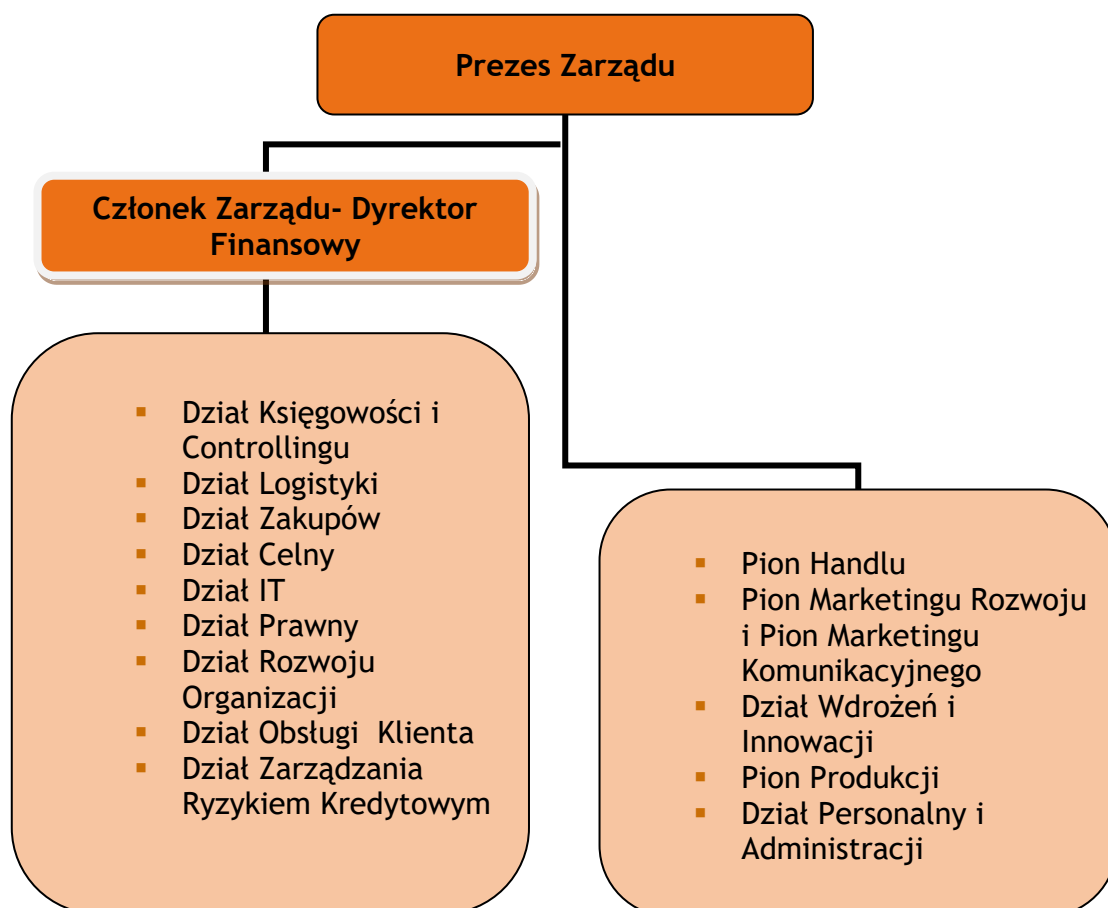 Prezes Zarządu
Członek Zarządu- Dyrektor
Finansowy
▪ Dział Księgowości i
Controllingu
▪ Dział Logistyki
▪ Dział Zakupów
▪ Dział Celny
▪ Dział IT
▪ Dział Prawny
▪ Dział Rozwoju
Organizacji
▪ Dział Obsługi  Klienta
▪ Dział Zarządzania
Ryzykiem Kredytowym
▪ Pion Handlu
▪ Pion Marketingu Rozwoju
i Pion Marketingu
Komunikacyjnego
▪ Dział Wdrożeń i
Innowacji
▪ Pion Produkcji
▪ Dział Personalny i
Administracji